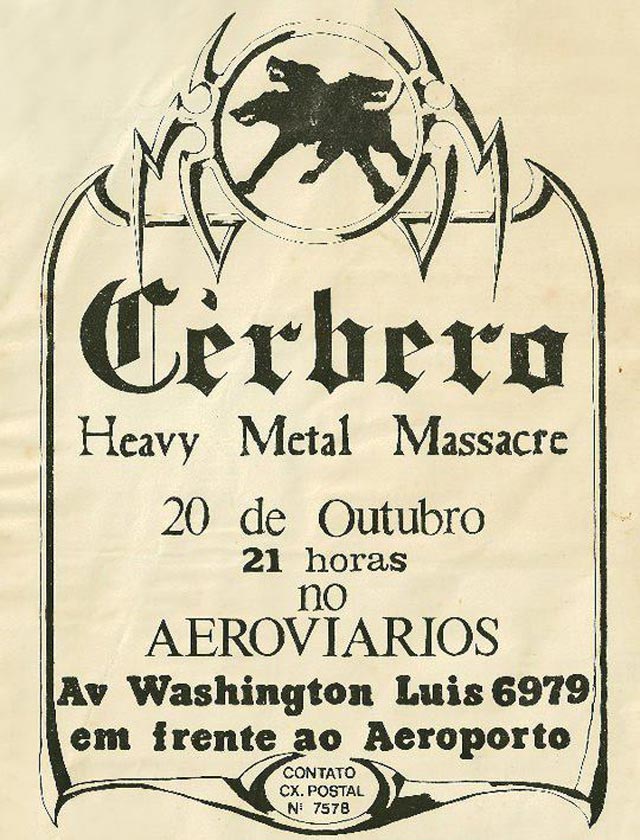 Cèrbero
Heavy Metal Massacre
20 de Outubro
21 horas
no
AEROVIARIOS
Av Washington Luis 6979
em frente ao Aeroporto
CONTATO
CX. POSTAL
Nº 7578